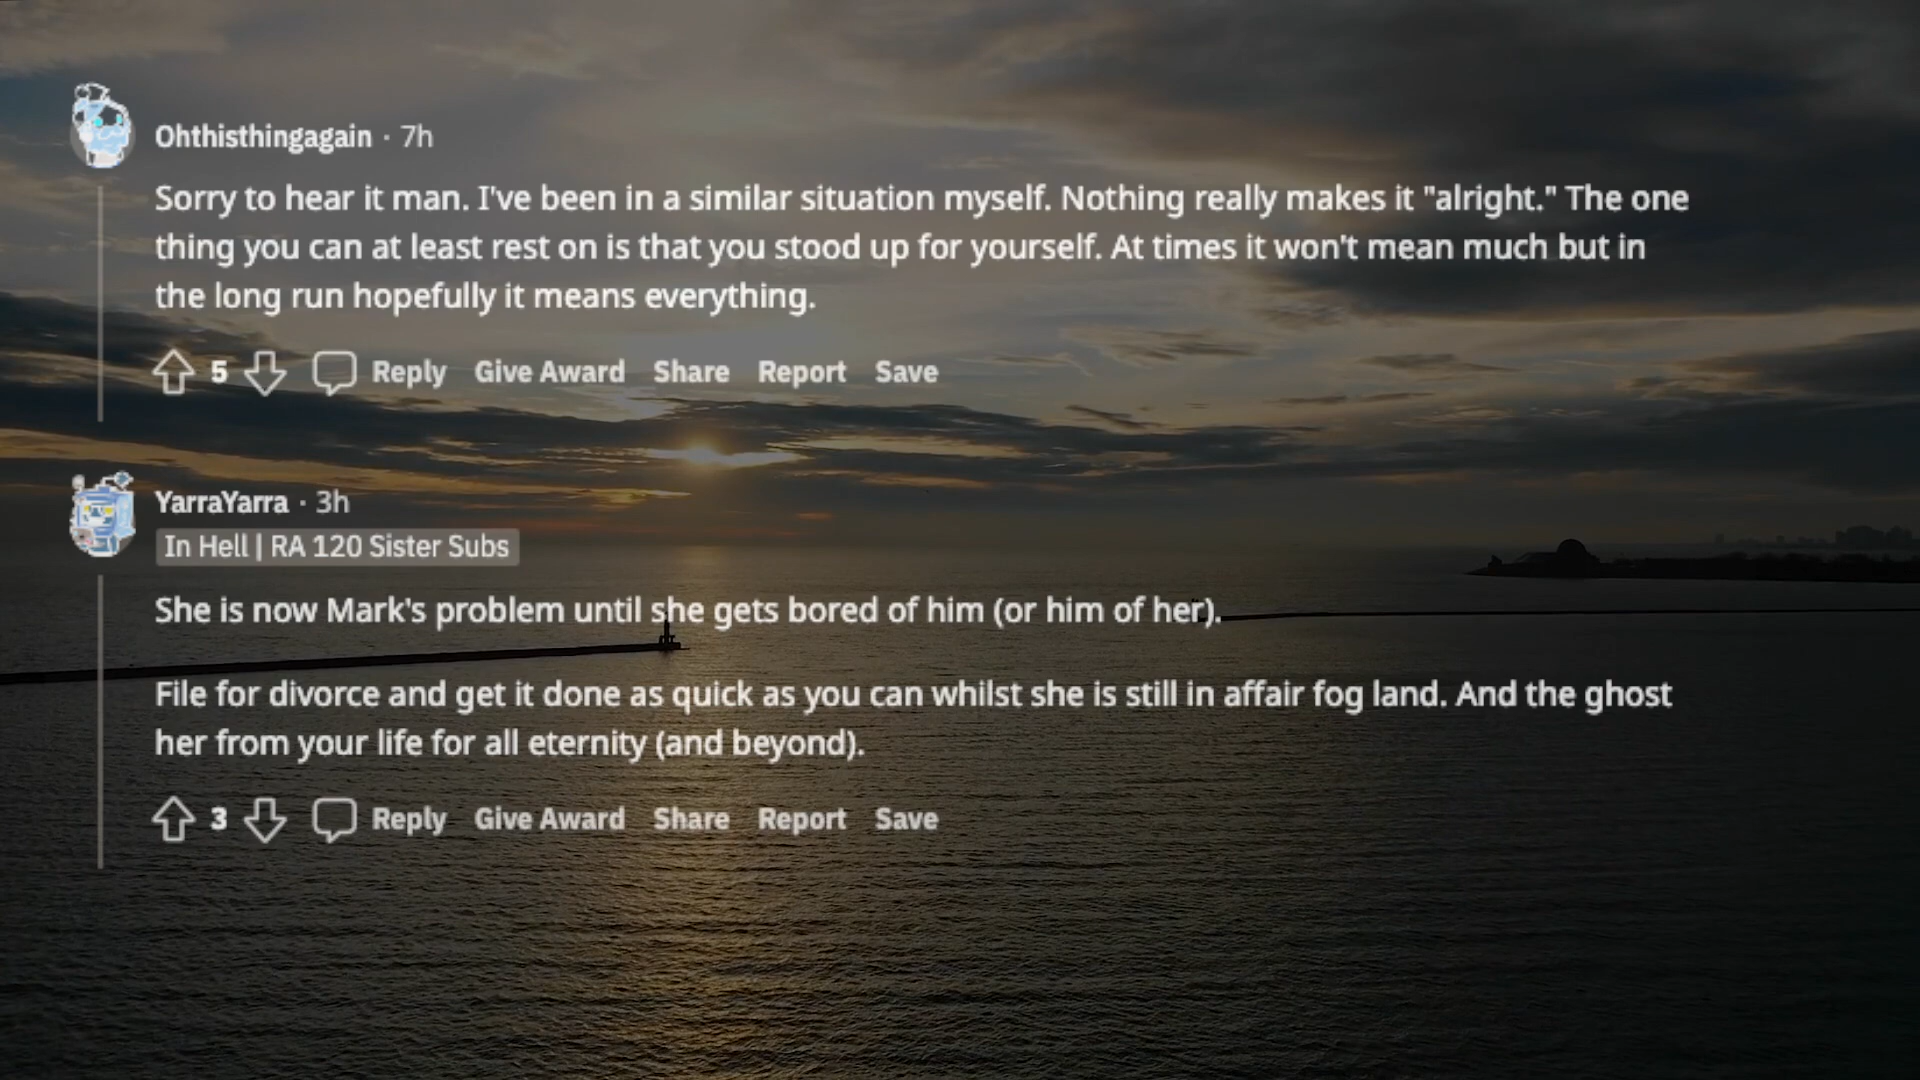 Ohthisthingagain · 7h
Sorry to hear it man. I've been in a similar situation myself. Nothing really makes it "alright." The one
thing you can at least rest on is that you stood up for yourself. At times it won't mean much but in
the long run hopefully it means everything.
5 Reply Give Award Share Report Save
YarraYarra · 3h
In Hell | RA 120 Sister Subs
She is now Mark's problem until she gets bored of him (or him of her).
File for divorce and get it done as quick as you can whilst she is still in affair fog land. And the ghost
her from your life for all eternity (and beyond).
3 Reply Give Award Share Report Save